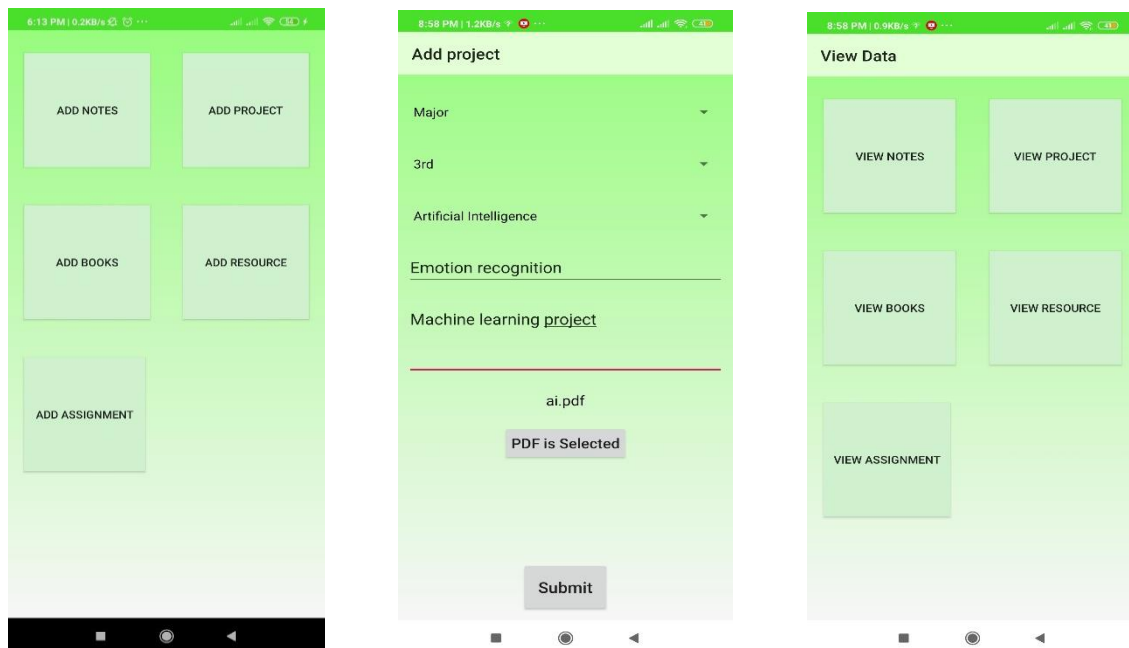 6:13 PM | 0.2KB/s ... 54
ADD NOTES
ADD PROJECT
ADD BOOKS
ADD RESOURCE
ADD ASSIGNMENT
8:58 PM | 1.2KB/s ... 41
Add project
Major
3rd
Artificial Intelligence
Emotion recognition
Machine learning project
ai.pdf
PDF is Selected
Submit
8:58 PM | 0.9KB/s ...
View Data
VIEW NOTES
VIEW PROJECT
VIEW BOOKS
VIEW RESOURCE
VIEW ASSIGNMENT